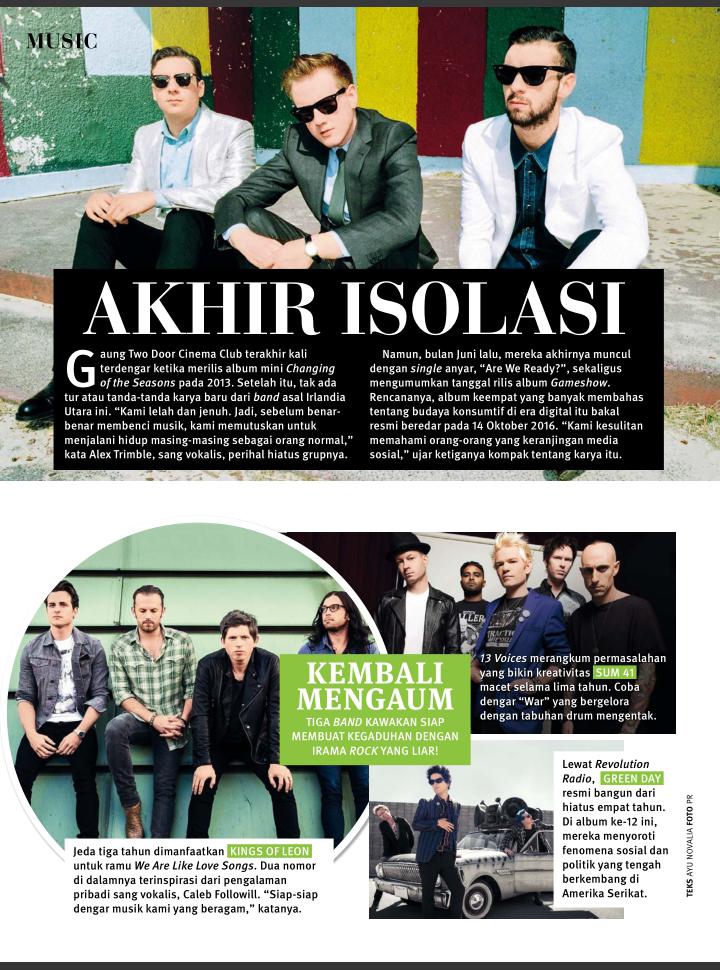 MUSIC
AKHIR ISOLASI
Gaung Two Door Cinema Club terakhir kali
terdengar ketika merilis album mini Changing
of the Seasons pada 2013. Setelah itu, tak ada
tur atau tanda-tanda karya baru dari band asal Irlandia
Utara ini. “Kami lelah dan jenuh. Jadi, sebelum benar-
benar membenci musik, kami memutuskan untuk
menjalani hidup masing-masing sebagai orang normal,”
kata Alex Trimble, sang vokalis, perihal hiatus grupnya.
Namun, bulan Juni lalu, mereka akhirnya muncul
dengan single anyar, “Are We Ready?”, sekaligus
mengumumkan tanggal rilis album Gameshow.
Rencananya, album keempat yang banyak membahas
tentang budaya konsumtif di era digital itu bakal
resmi beredar pada 14 Oktober 2016. “Kami kesulitan
memahami orang-orang yang keranjingan media
sosial,” ujar ketiganya kompak tentang karya itu.
KEMBALI
MENGAUM
TIGA BAND KAWAKAN SIAP
MEMBUAT KEGADUHAN DENGAN
IRAMA ROCK YANG LIAR!
13 Voices merangkum permasalahan
yang bikin kreativitas SUM 41
macet selama lima tahun. Coba
dengar “War” yang bergelora
dengan tabuhan drum mengentak.
Lewat Revolution
Radio, GREEN DAY
resmi bangun dari
hiatus empat tahun.
Di album ke-12 ini,
mereka menyoroti
fenomena sosial dan
politik yang tengah
berkembang di
Amerika Serikat.
Jeda tiga tahun dimanfaatkan KINGS OF LEON
untuk ramu We Are Like Love Songs. Dua nomor
di dalamnya terinspirasi dari pengalaman
pribadi sang vokalis, Caleb Followill. “Siap-siap
dengar musik kami yang beragam,” katanya.
TEKS AYU NOVALIA FOTO PR